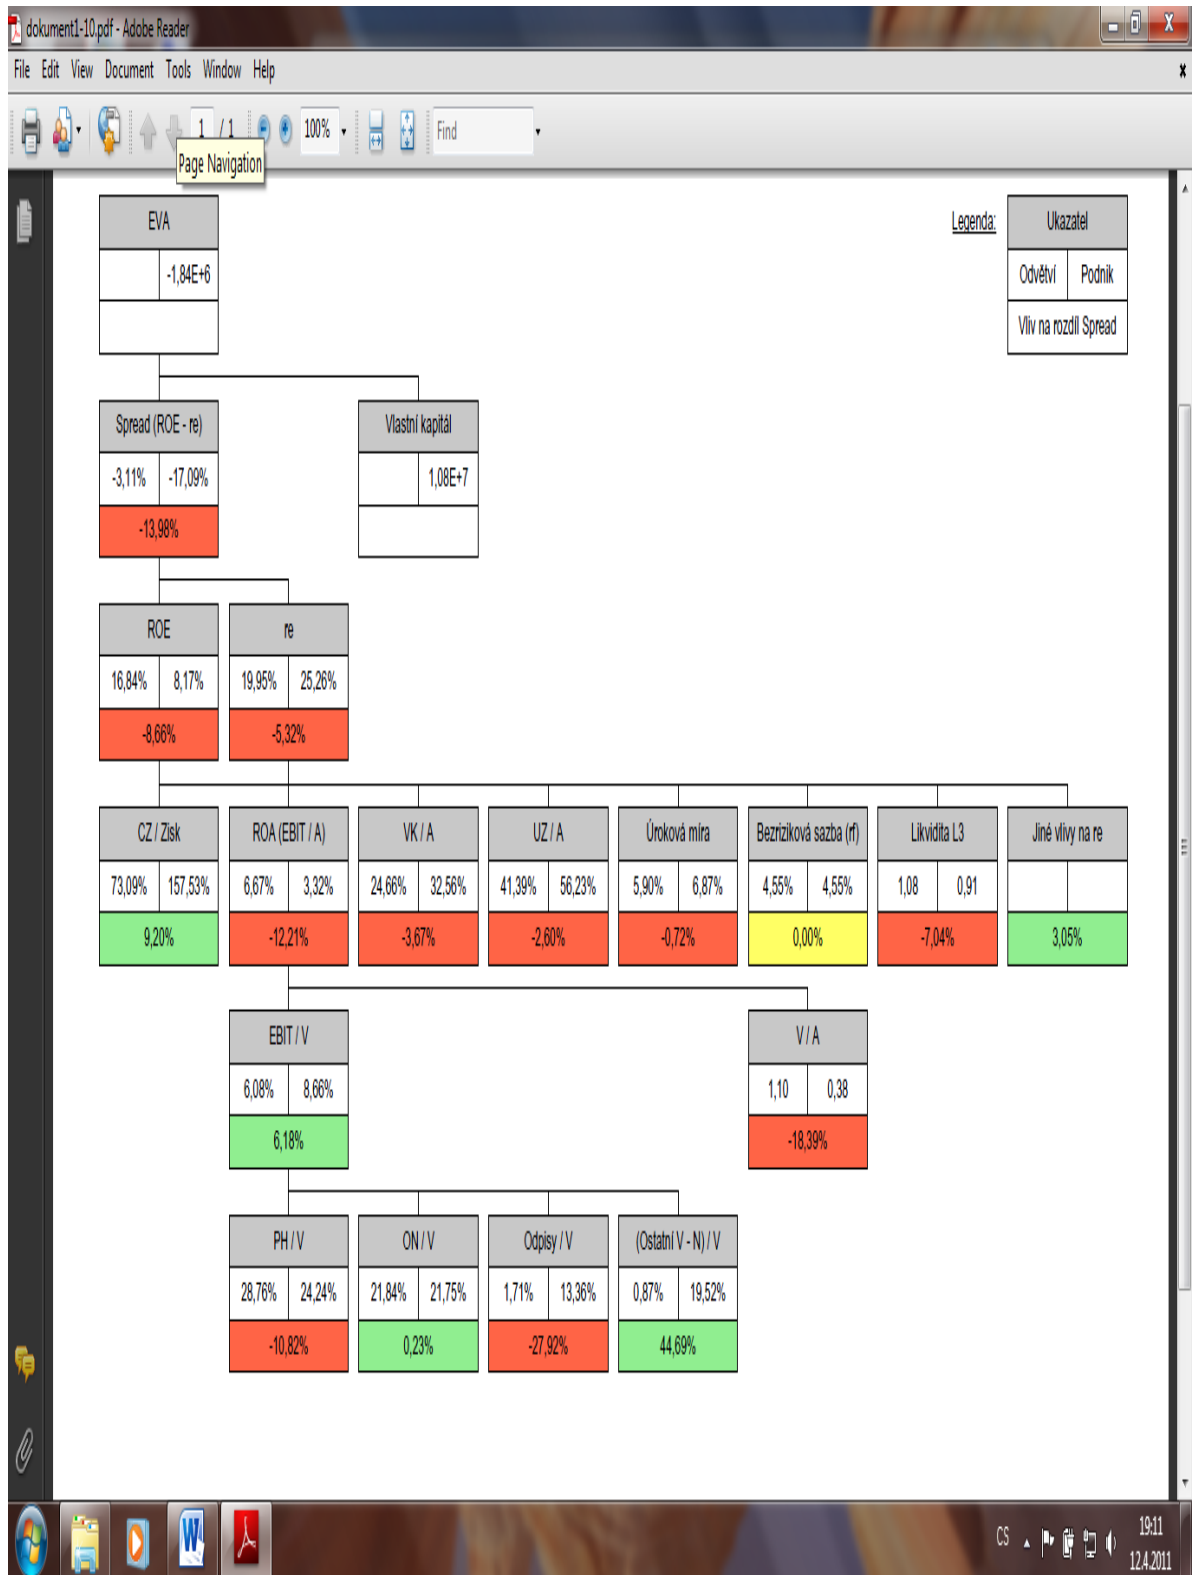 dokument1-10.pdf - Adobe Reader
File Edit View Document Tools Window Help
1 / 1 100% Find
Page Navigation
EVA
-1,84E+6
Legenda:
Ukazatel
Odvětví Podnik
Vliv na rozdíl Spread
Spread (ROE - re) Vlastní kapitál
-3,11% -17,09% 1,08E+7
-13,98%
ROE re
16,84% 8,17% 19,95% 25,26%
-8,66% -5,32%
CZ / Zisk ROA (EBIT / A) VK / A UZ / A Úroková míra Bezriziková sazba (rf) Likvidita L3 Jiné vlivy na re
73,09% 157,53% 6,67% 3,32% 24,66% 32,56% 41,39% 56,23% 5,90% 6,87% 4,55% 4,55% 1,08 0,91
9,20% -12,21% -3,67% -2,60% -0,72% 0,00% -7,04% 3,05%
EBIT / V V / A
6,08% 8,66% 1,10 0,38
6,18% -18,39%
PH / V ON / V Odpisy / V (Ostatní V - N) / V
28,76% 24,24% 21,84% 21,75% 1,71% 13,36% 0,87% 19,52%
-10,82% 0,23% -27,92% 44,69%
CS 19:11
12.4.2011